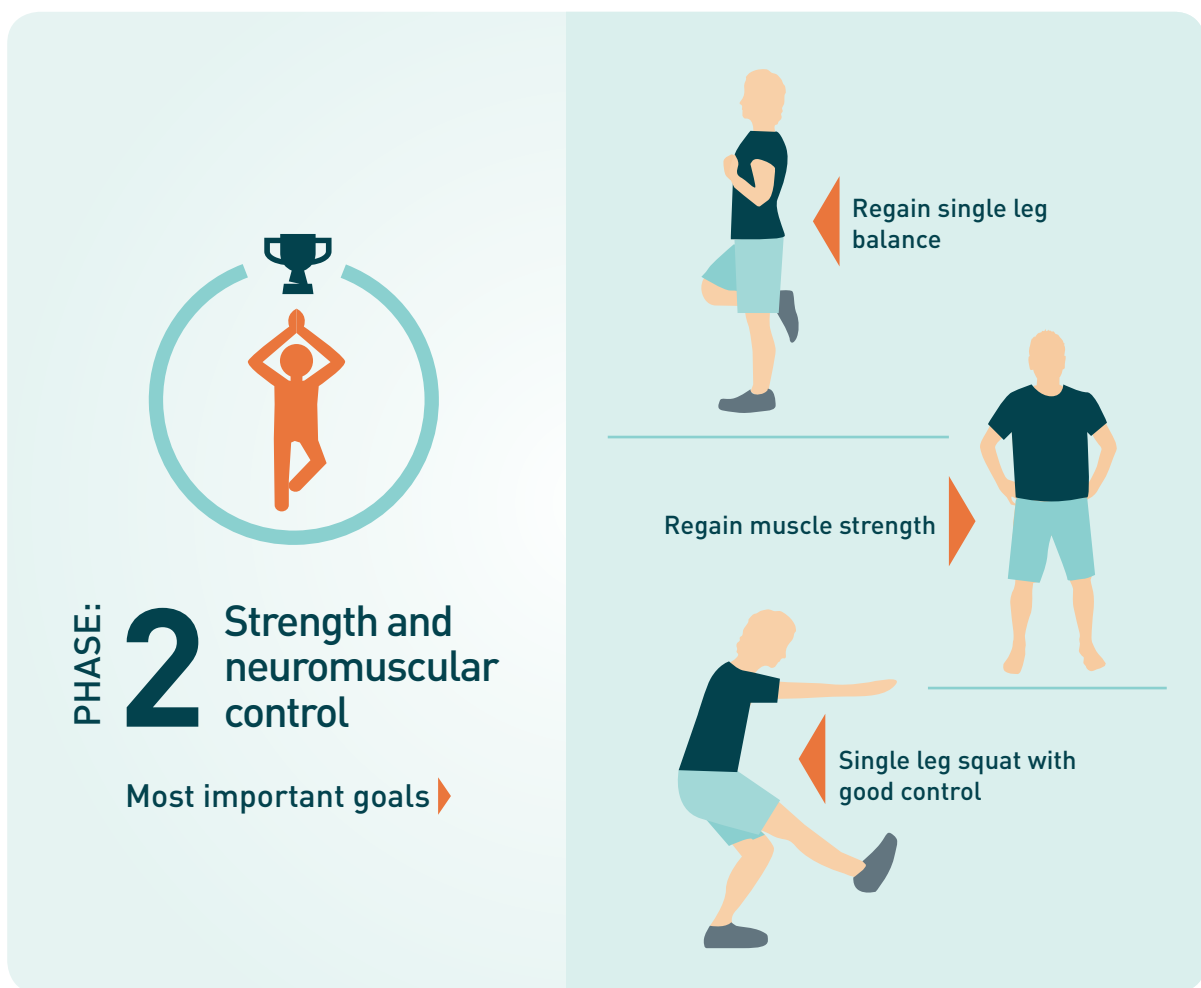 PHASE:
2
Strength and
neuromuscular
control
Most important goals
Regain single leg
balance
Regain muscle strength
Single leg squat with
good control